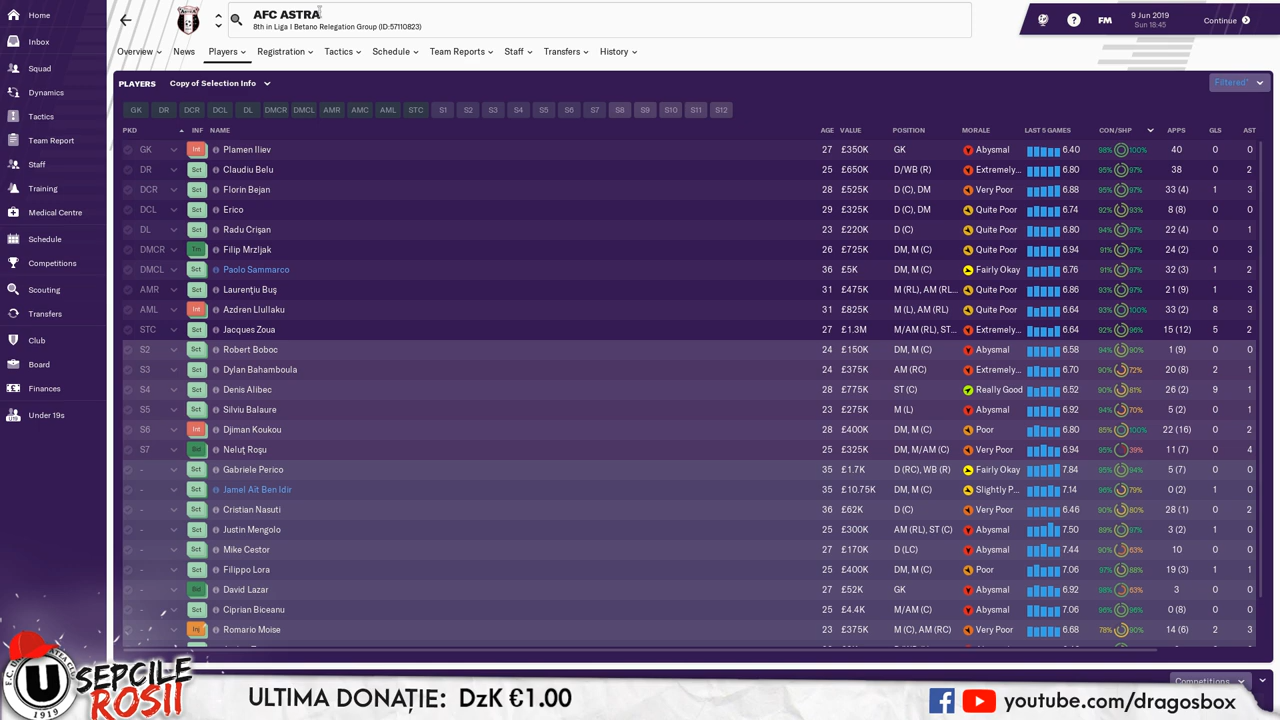 Home
Inbox
Squad
Dynamics
Tactics
Team Report
Staff
Training
Medical Centre
Schedule
Competitions
Scouting
Transfers
Club
Board
Finances
Under 19s
AFC ASTRA
8th in Liga I Betano Relegation Group (ID:57110823)
FM
9 Jun 2019
Sun 18:45
Continue
Overview News Players Registration Tactics Schedule Team Reports Staff Transfers History
PLAYERS Copy of Selection Info Filtered*
GK DR DCR DCL DL DMCR DMCL AMR AMC AML STC S1 S2 S3 S4 S5 S6 S7 S8 S9 S10 S11 S12
PKD INF NAME AGE VALUE POSITION MORALE LAST 5 GAMES CON/SHP APPS GLS AST
GK Int Plamen Iliev 27 £350K GK Abysmal 6.40 98% 100% 40 0 0
DR Sct Claudiu Belu 25 £650K D/WB (R) Extremely... 6.80 95% 97% 38 0 2
DCR Sct Florin Bejan 28 £525K D (C), DM Very Poor 6.88 95% 97% 33 (4) 1 3
DCL Sct Erico 29 £325K D (C), DM Quite Poor 6.74 92% 93% 8 (8) 0 0
DL Sct Radu Crişan 23 £220K D (C) Quite Poor 6.80 94% 97% 22 (4) 0 1
DMCR Trn Filip Mrzljak 26 £725K DM, M (C) Quite Poor 6.94 91% 97% 24 (2) 0 3
DMCL Sct Paolo Sammarco 36 £5K DM, M (C) Fairly Okay 6.76 91% 97% 32 (3) 1 2
AMR Sct Laurenţiu Buş 31 £475K M (RL), AM (RL... Quite Poor 6.86 93% 97% 21 (9) 1 3
AML Int Azdren Llullaku 31 £825K M (L), AM (RL) Quite Poor 6.64 93% 100% 33 (2) 8 3
STC Sct Jacques Zoua 27 £1.3M M/AM (RL), ST... Extremely... 6.64 92% 96% 15 (12) 5 2
S2 Sct Robert Boboc 24 £150K DM, M (C) Abysmal 6.58 94% 90% 1 (9) 0 0
S3 Sct Dylan Bahamboula 24 £375K AM (RC) Extremely... 6.70 90% 72% 20 (8) 2 1
S4 Sct Denis Alibec 28 £775K ST (C) Really Good 6.52 90% 81% 26 (2) 9 1
S5 Sct Silviu Balaure 23 £275K M (L) Abysmal 6.92 94% 70% 5 (2) 0 1
S6 Int Djiman Koukou 28 £400K DM, M (C) Poor 6.80 85% 100% 22 (16) 0 2
S7 Neluţ Roşu 25 £325K DM, M/AM (C) Very Poor 6.94 95% 39% 11 (7) 0 4
- Sct Gabriele Perico 35 £1.7K D (RC), WB (R) Fairly Okay 7.84 95% 94% 5 (7) 0 0
- Sct Jamel Aït Ben Idir 35 £10.75K DM, M (C) Slightly P... 7.14 96% 79% 0 (2) 1 0
- Sct Cristian Nasuti 36 £62K D (C) Very Poor 6.46 90% 80% 28 (1) 0 2
- Sct Justin Mengolo 25 £300K AM (RL), ST (C) Abysmal 7.50 89% 97% 3 (2) 1 0
- Sct Mike Cestor 27 £170K D (LC) Abysmal 7.44 90% 63% 10 0 0
- Sct Filippo Lora 25 £400K DM, M (C) Poor 7.06 97% 88% 19 (3) 1 1
- David Lazar 27 £52K GK Abysmal 6.92 98% 63% 3 0 0
- Sct Ciprian Biceanu 25 £4.4K M/AM (C) Abysmal 7.06 96% 96% 0 (8) 0 0
- Inj Romario Moise 23 £375K M (C), AM (RC) Very Poor 6.68 78% 90% 14 (6) 2 3
Competitions
U
1919
SEPCILE
ROSII
ULTIMA DONAȚIE: DzK €1.00
youtube.com/dragosbox